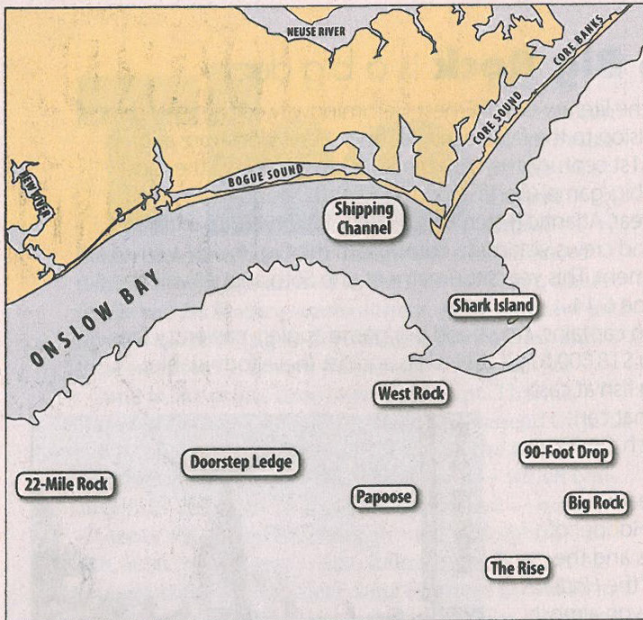 NEUSE RIVER
CORE BANKS
CORE SOUND
BOGUE SOUND
NEW RIVER
Shipping
Channel
ONSLOW BAY
Shark Island
West Rock
90-Foot Drop
Doorstep Ledge
22-Mile Rock
Papoose
Big Rock
The Rise